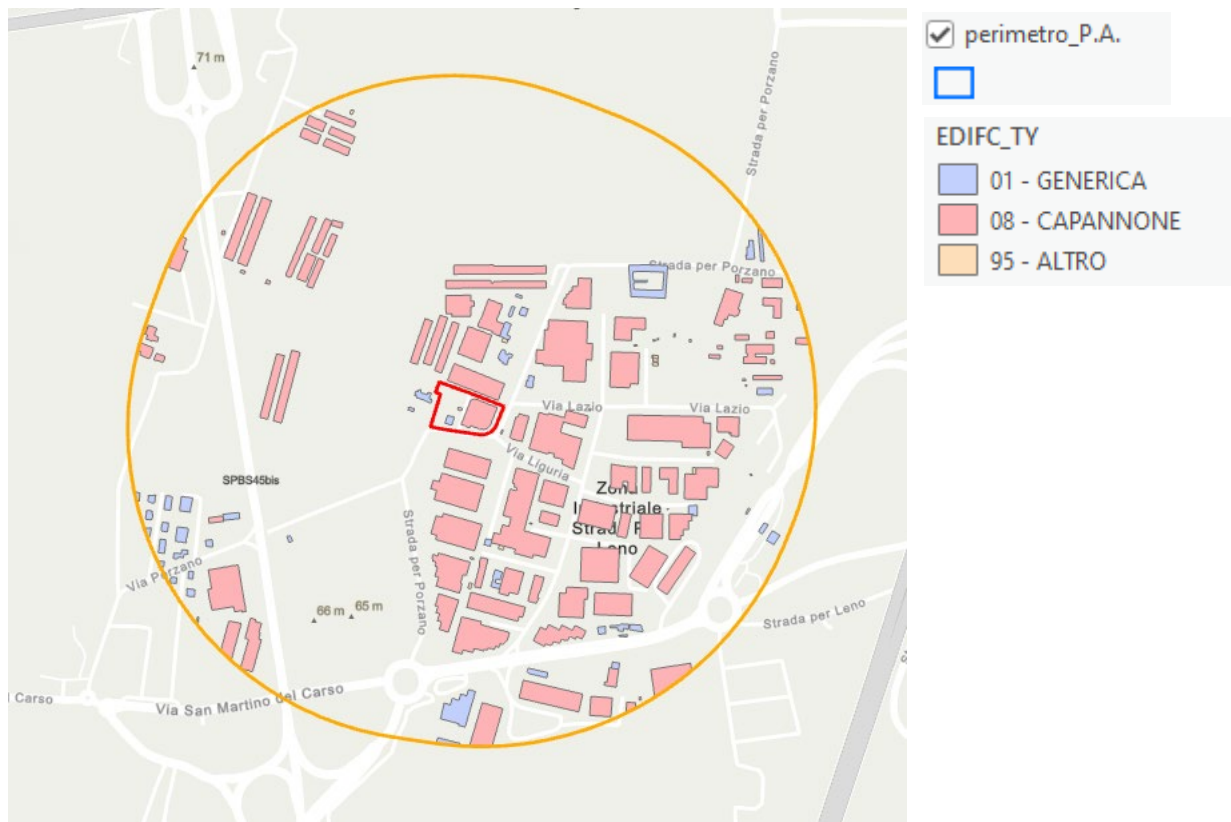 71 m
Strada per Porzano
Strada per Porzano
Via Lazio
Via Lazio
Via Liguria
SPBS45bis
Zona
Industriale
Leno
Strada per Porzano
Via Porzano
66 m
65 m
Strada per Leno
Via San Martino del Carso
l Carso
perimetro_P.A.
EDIFC_TY
01 - GENERICA
08 - CAPANNONE
95 - ALTRO